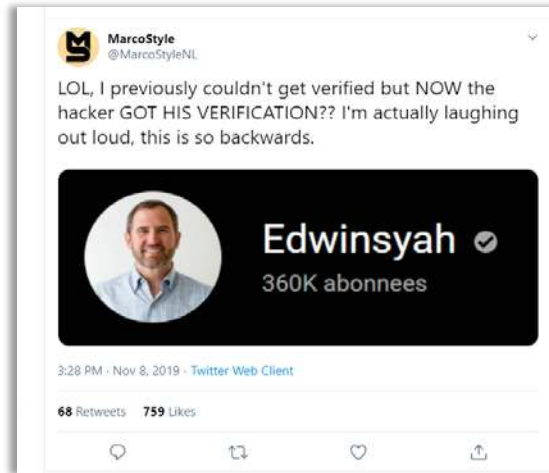 MarcoStyle
@MarcoStyleNL
LOL, I previously couldn't get verified but NOW the
hacker GOT HIS VERIFICATION?? I'm actually laughing
out loud, this is so backwards.
Edwinsyah
360K abonnees
3:28 PM · Nov 8, 2019 · Twitter Web Client
68 Retweets 759 Likes